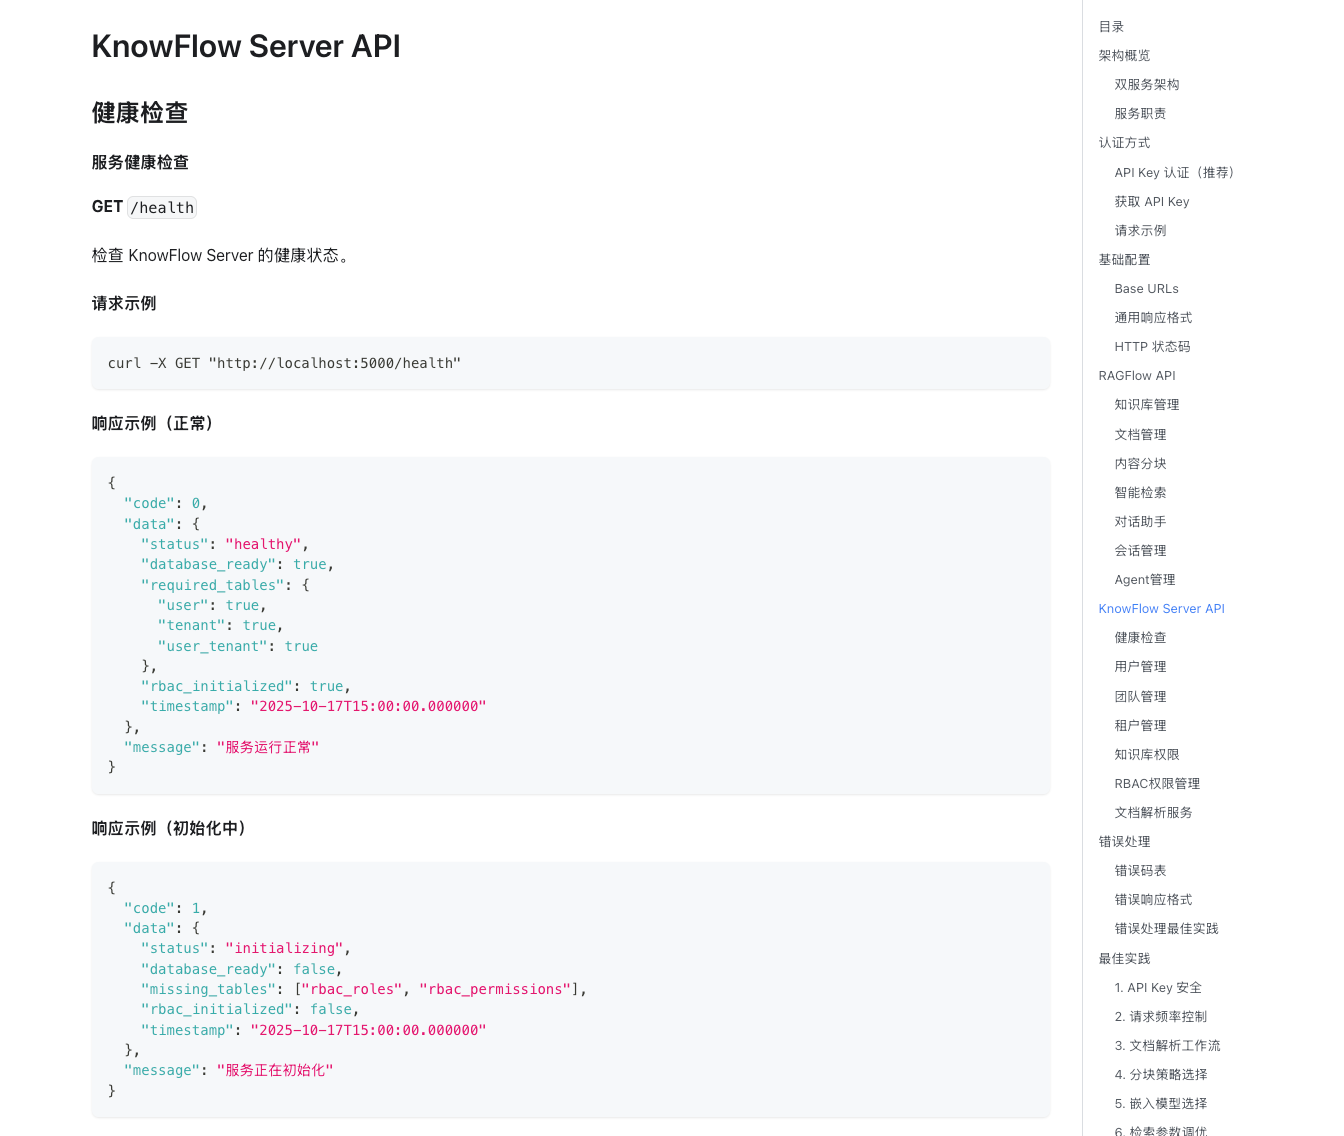 KnowFlow Server API
健康检查
服务健康检查
GET /health
检查 KnowFlow Server 的健康状态。
请求示例
curl -X GET "http://localhost:5000/health"
响应示例（正常）
{
  "code": 0,
  "data": {
    "status": "healthy",
    "database_ready": true,
    "required_tables": {
      "user": true,
      "tenant": true,
      "user_tenant": true
    },
    "rbac_initialized": true,
    "timestamp": "2025-10-17T15:00:00.000000"
  },
  "message": "服务运行正常"
}
响应示例（初始化中）
{
  "code": 1,
  "data": {
    "status": "initializing",
    "database_ready": false,
    "missing_tables": ["rbac_roles", "rbac_permissions"],
    "rbac_initialized": false,
    "timestamp": "2025-10-17T15:00:00.000000"
  },
  "message": "服务正在初始化"
}
目录
架构概览
双服务架构
服务职责
认证方式
API Key 认证（推荐）
获取 API Key
请求示例
基础配置
Base URLs
通用响应格式
HTTP 状态码
RAGFlow API
知识库管理
文档管理
内容分块
智能检索
对话助手
会话管理
Agent管理
KnowFlow Server API
健康检查
用户管理
团队管理
租户管理
知识库权限
RBAC权限管理
文档解析服务
错误处理
错误码表
错误响应格式
错误处理最佳实践
最佳实践
1. API Key 安全
2. 请求频率控制
3. 文档解析工作流
4. 分块策略选择
5. 嵌入模型选择
6. 检索参数调优